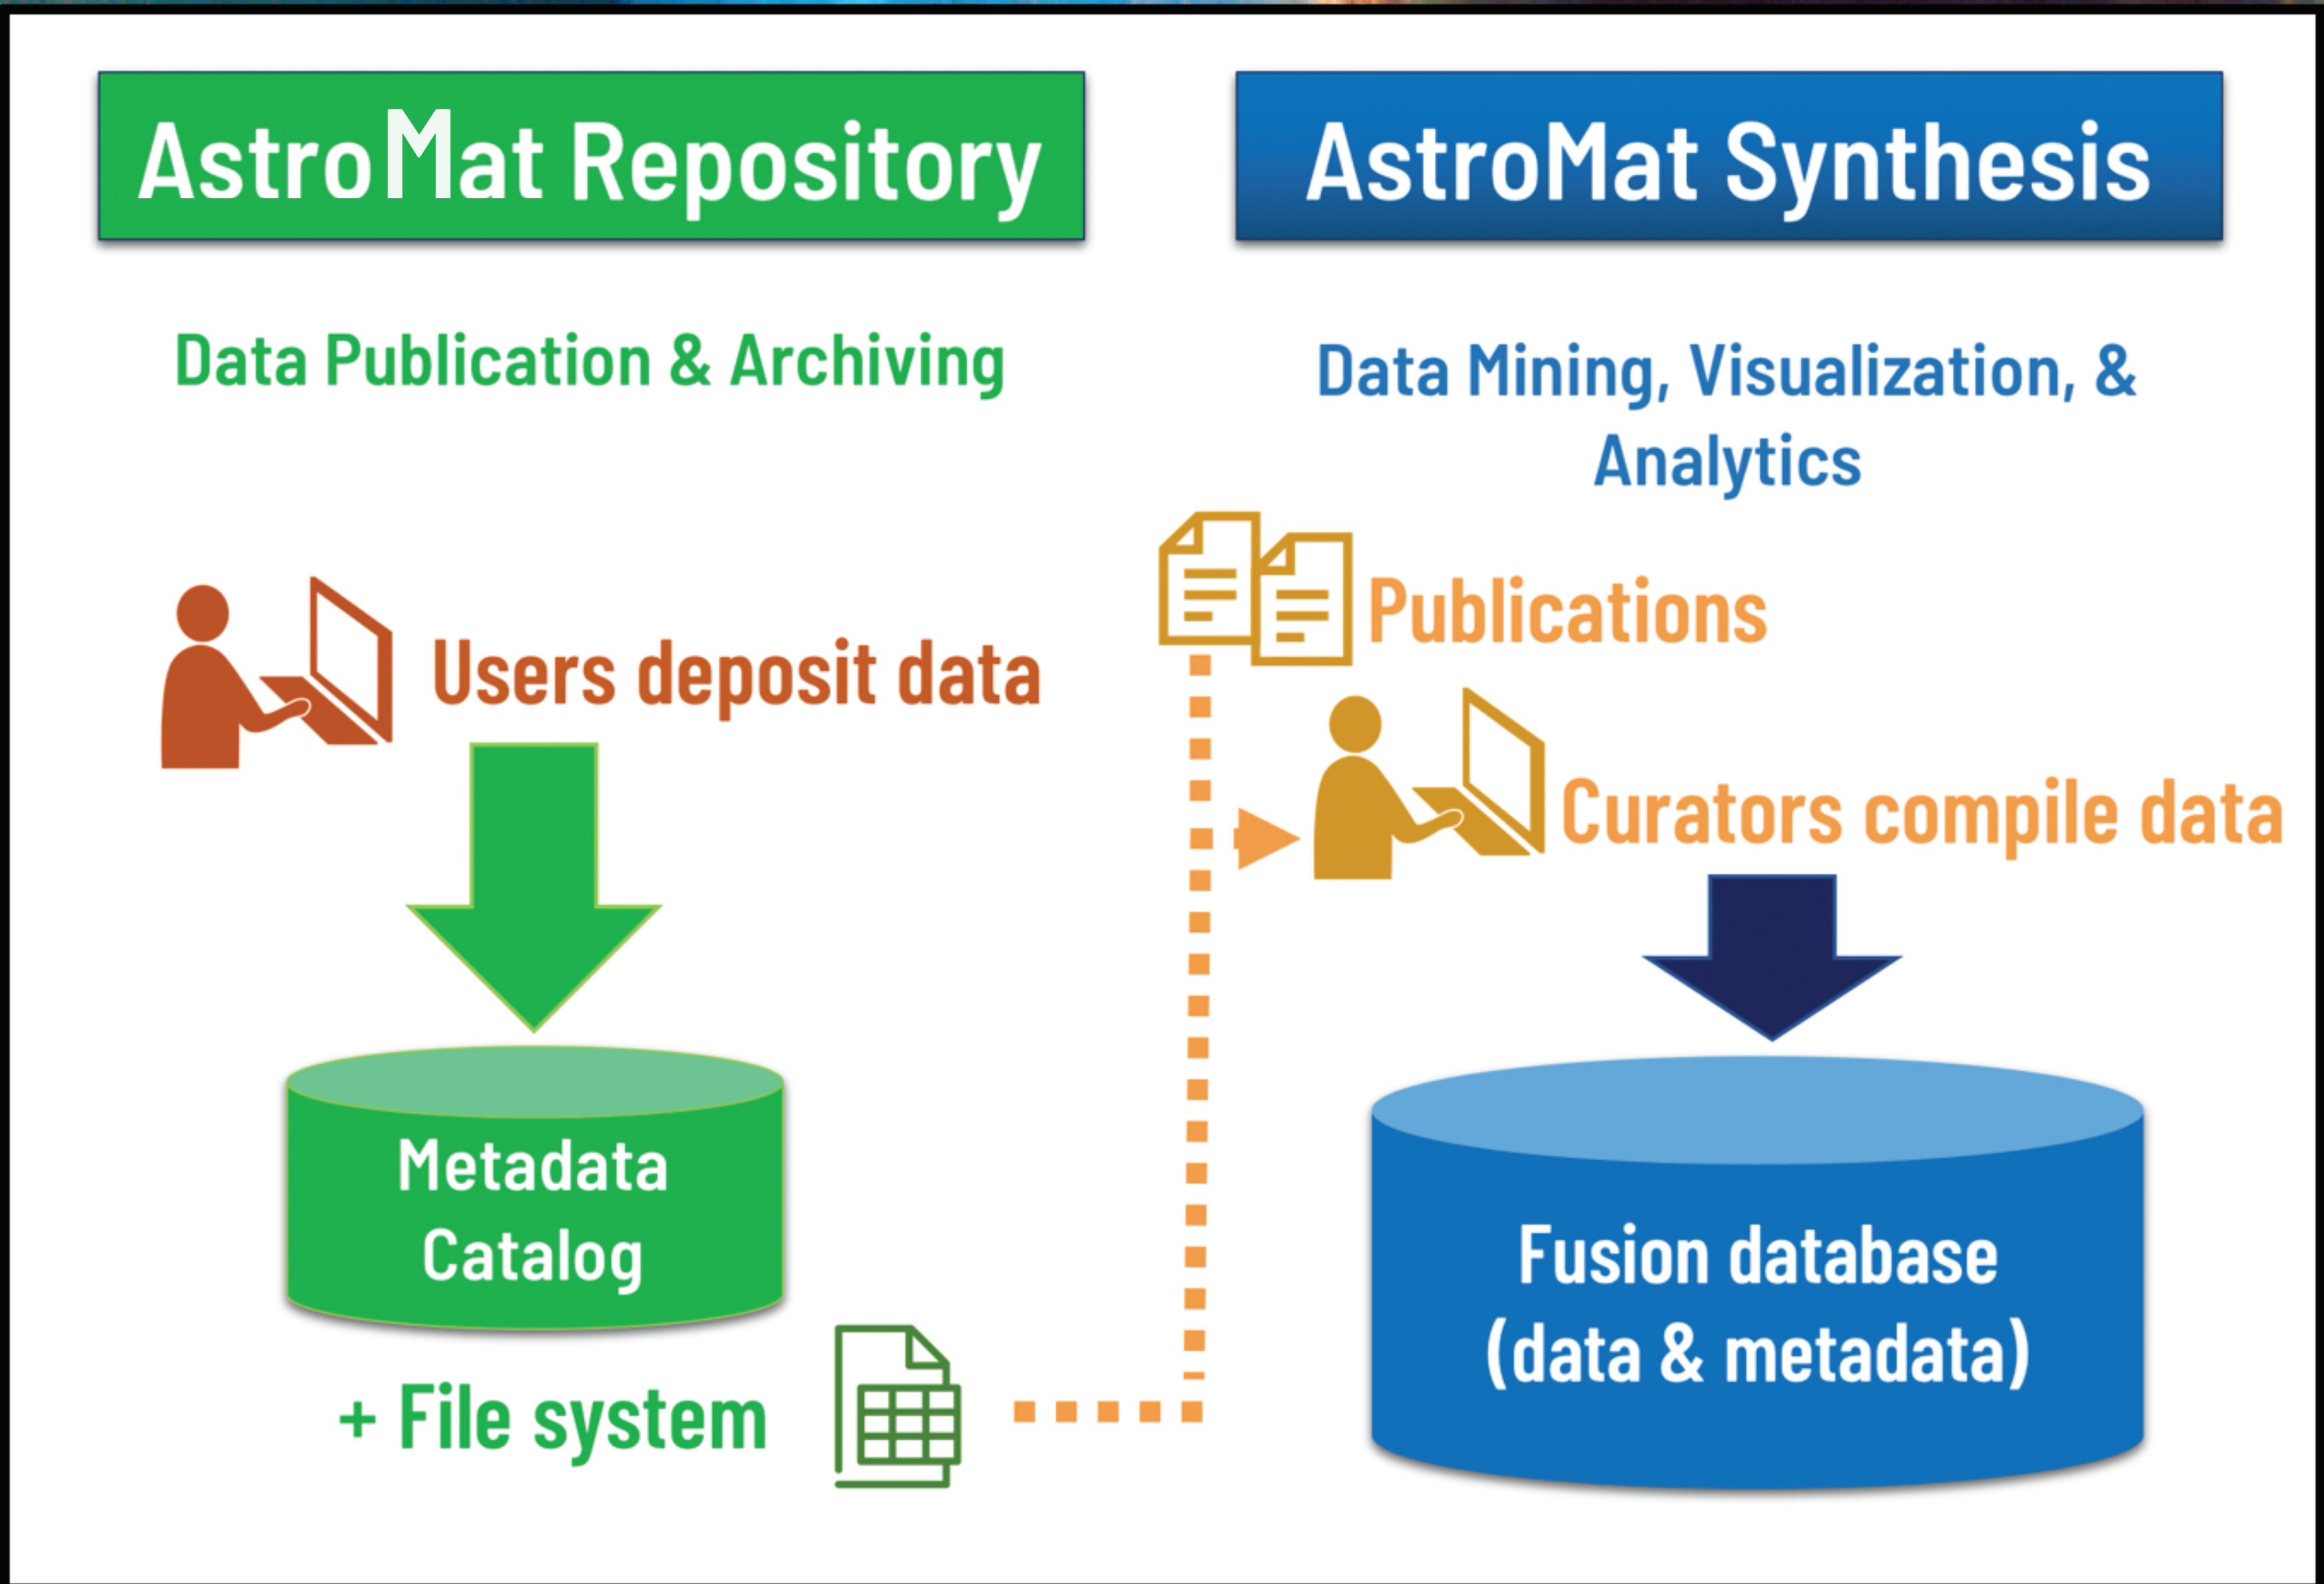 AstroMat Repository
Data Publication & Archiving
Users deposit data
Metadata
Catalog
+ File system
AstroMat Synthesis
Data Mining, Visualization, &
Analytics
Publications
Curators compile data
Fusion database
(data & metadata)